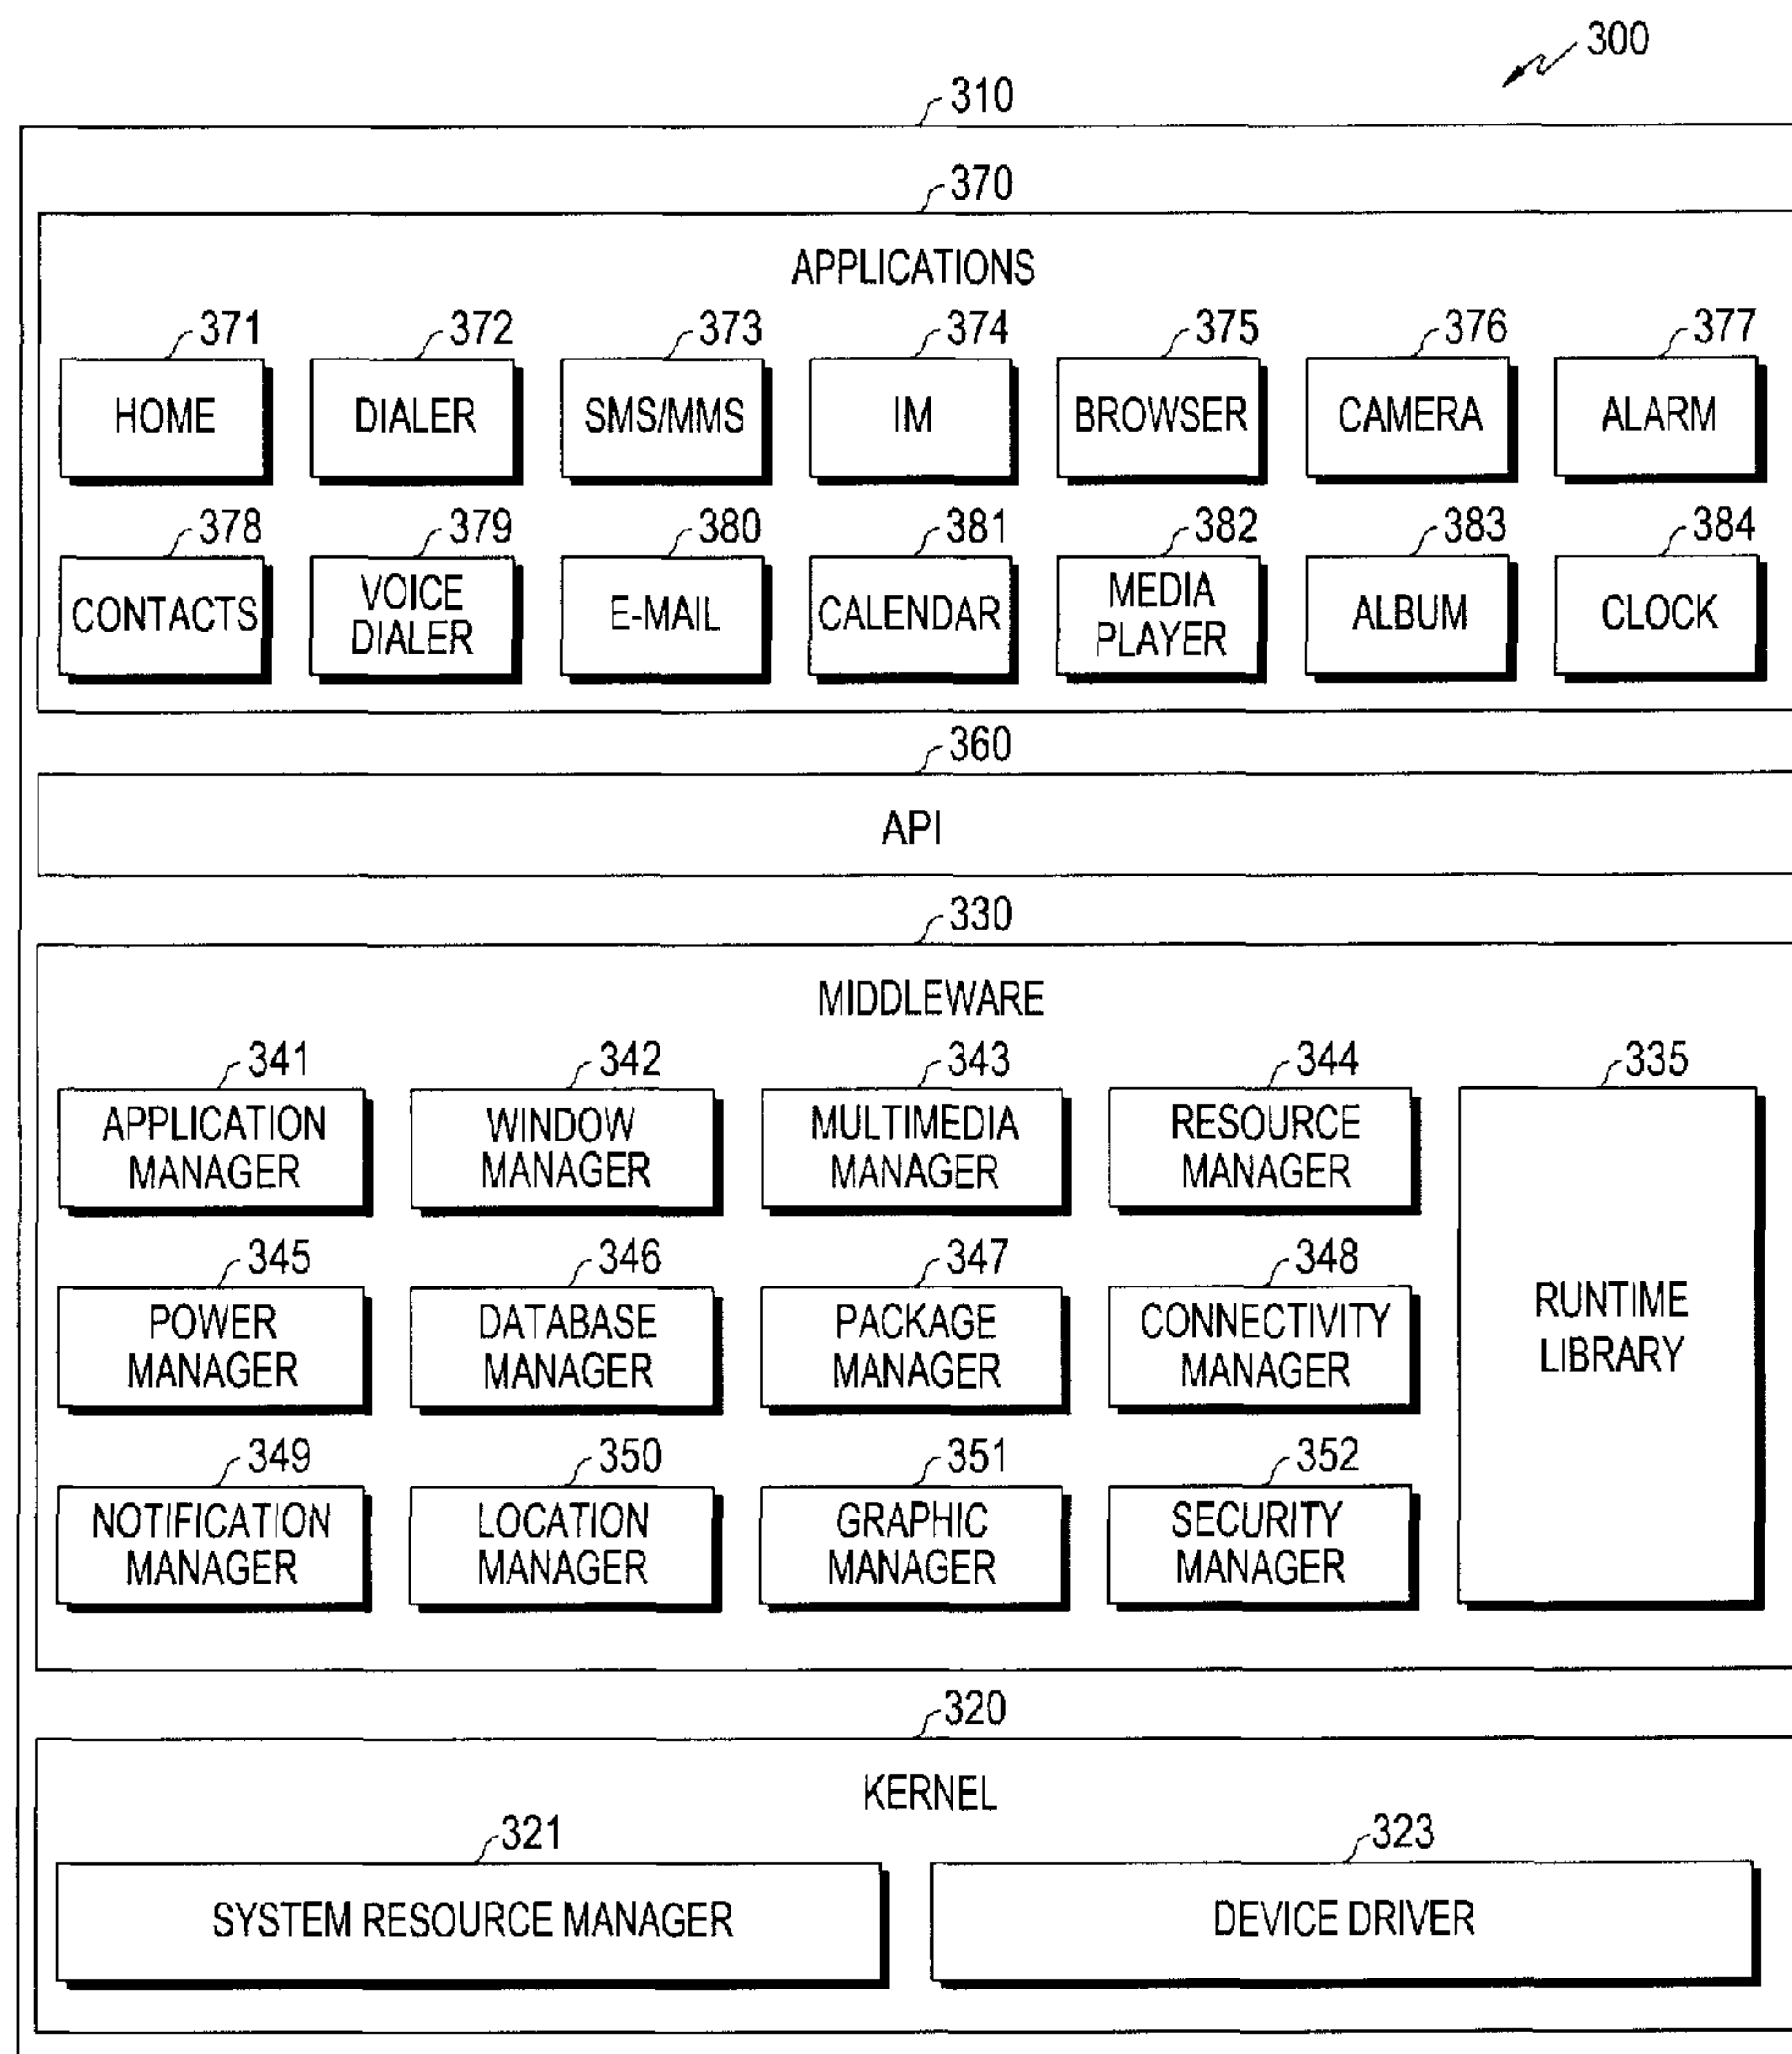 300
310
370
APPLICATIONS
371 372 373 374 375 376 377
HOME DIALER SMS/MMS IM BROWSER CAMERA ALARM
378 379 380 381 382 383 384
CONTACTS VOICE DIALER E-MAIL CALENDAR MEDIA PLAYER ALBUM CLOCK
360
API
330
MIDDLEWARE
341 342 343 344 335
APPLICATION MANAGER WINDOW MANAGER MULTIMEDIA MANAGER RESOURCE MANAGER
345 346 347 348
POWER MANAGER DATABASE MANAGER PACKAGE MANAGER CONNECTIVITY MANAGER RUNTIME LIBRARY
349 350 351 352
NOTIFICATION MANAGER LOCATION MANAGER GRAPHIC MANAGER SECURITY MANAGER
320
KERNEL
321 323
SYSTEM RESOURCE MANAGER DEVICE DRIVER